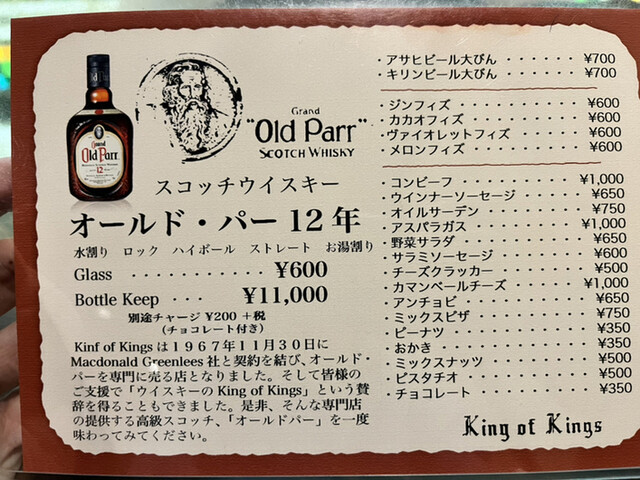 Grand
Old Parr
12
Grand
"Old Parr"
SCOTCH WHISKY
スコッチウイスキー
オールド・パー 12 年
水割り ロック ハイボール ストレート お湯割り
Glass ・・・・・・・・・・ ¥600
Bottle Keep ・・・ ¥11,000
別途チャージ ¥200 +税
(チョコレート付き)
Kinf of Kings は1967年11月30日に
Macdonald Greenlees 社と契約を結び、オールド・
パーを専門に売る店となりました。そして皆様の
ご支援で「ウイスキーの King of Kings」という賛
辞を得ることもできました。是非、そんな専門店
の提供する高級スコッチ、「オールドパー」を一度
味わってみてください。
・アサヒビール大びん ・・・・・・ ¥700
・キリンビール大びん ・・・・・・ ¥700
・ジンフィズ ・・・・・・・・・・ ¥600
・カカオフィズ ・・・・・・・・・ ¥600
・ヴァイオレットフィズ ・・・・・ ¥600
・メロンフィズ ・・・・・・・・・ ¥600
・コンビーフ ・・・・・・・・・ ¥1,000
・ウインナーソーセージ ・・・・・ ¥650
・オイルサーデン ・・・・・・・・ ¥750
・アスパラガス ・・・・・・・・ ¥1,000
・野菜サラダ ・・・・・・・・・・ ¥650
・サラミソーセージ ・・・・・・・ ¥600
・チーズクラッカー ・・・・・・・ ¥500
・カマンベールチーズ ・・・・・ ¥1,000
・アンチョビ ・・・・・・・・・・ ¥650
・ミックスピザ ・・・・・・・・・ ¥750
・ピーナツ ・・・・・・・・・・・ ¥350
・おかき ・・・・・・・・・・・・ ¥350
・ミックスナッツ ・・・・・・・・ ¥500
・ピスタチオ ・・・・・・・・・・ ¥500
・チョコレート ・・・・・・・・・ ¥350
King of Kings